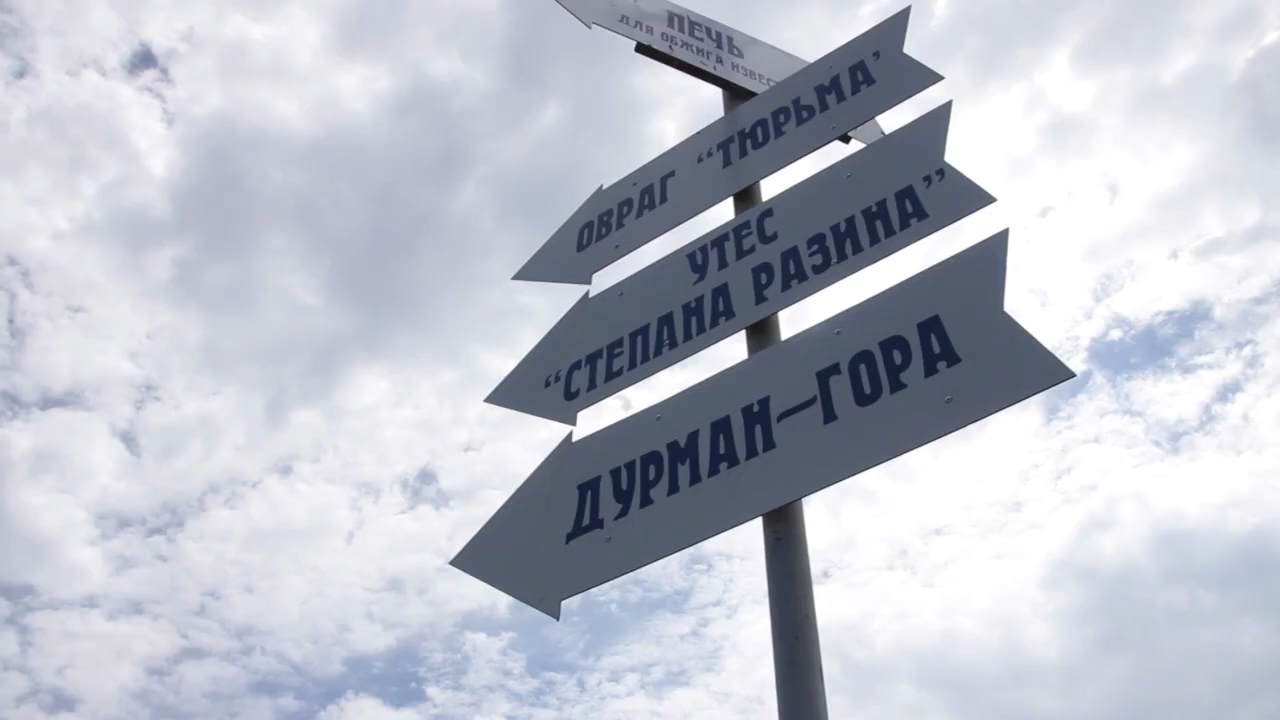 ПЕЧЬ
ДЛЯ ОБЖИГА
ОВРАГ “ТЮРЬМА”
УТЕС
“СТЕПАНА РАЗИНА”
ДУРМАН—ГОРА